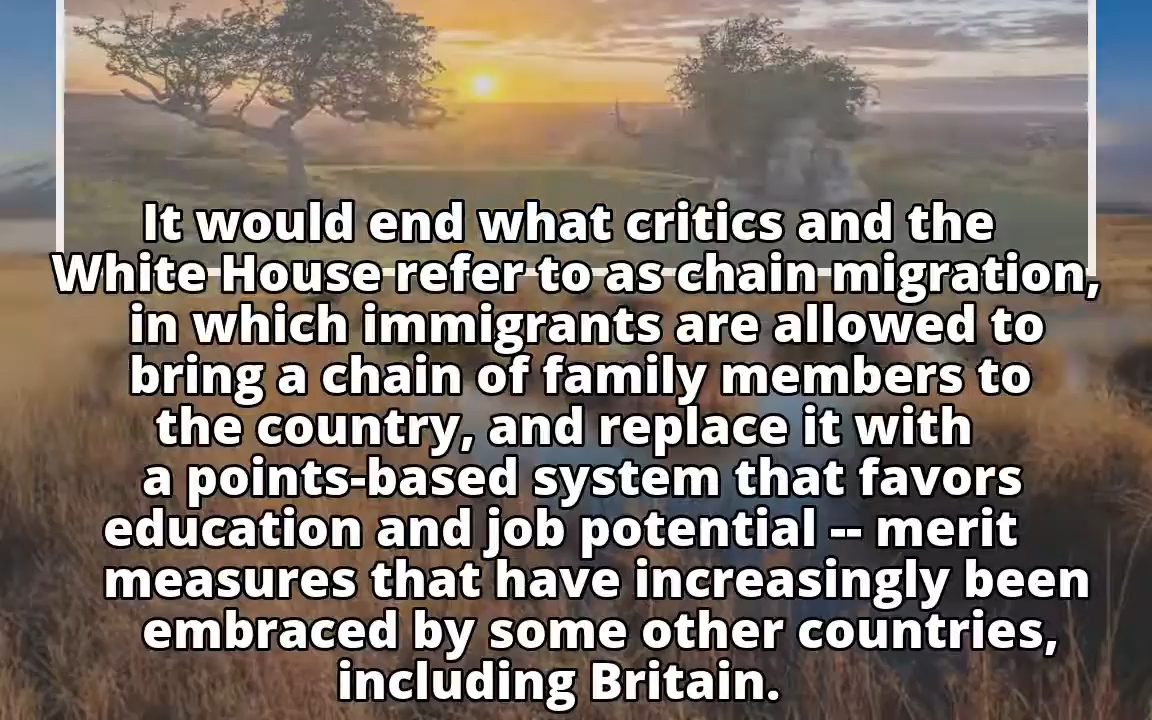 It would end what critics and the
White House refer to as chain migration,
in which immigrants are allowed to
bring a chain of family members to
the country, and replace it with
a points-based system that favors
education and job potential -- merit
measures that have increasingly been
embraced by some other countries,
including Britain.